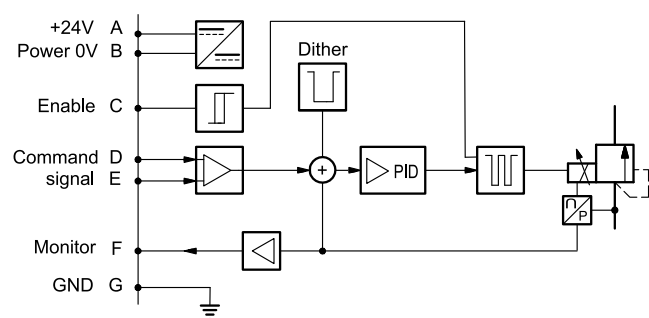 +24V A
Power 0V B
Dither
Enable C
Command D
signal E
+
PID
U
P
Monitor F
GND G